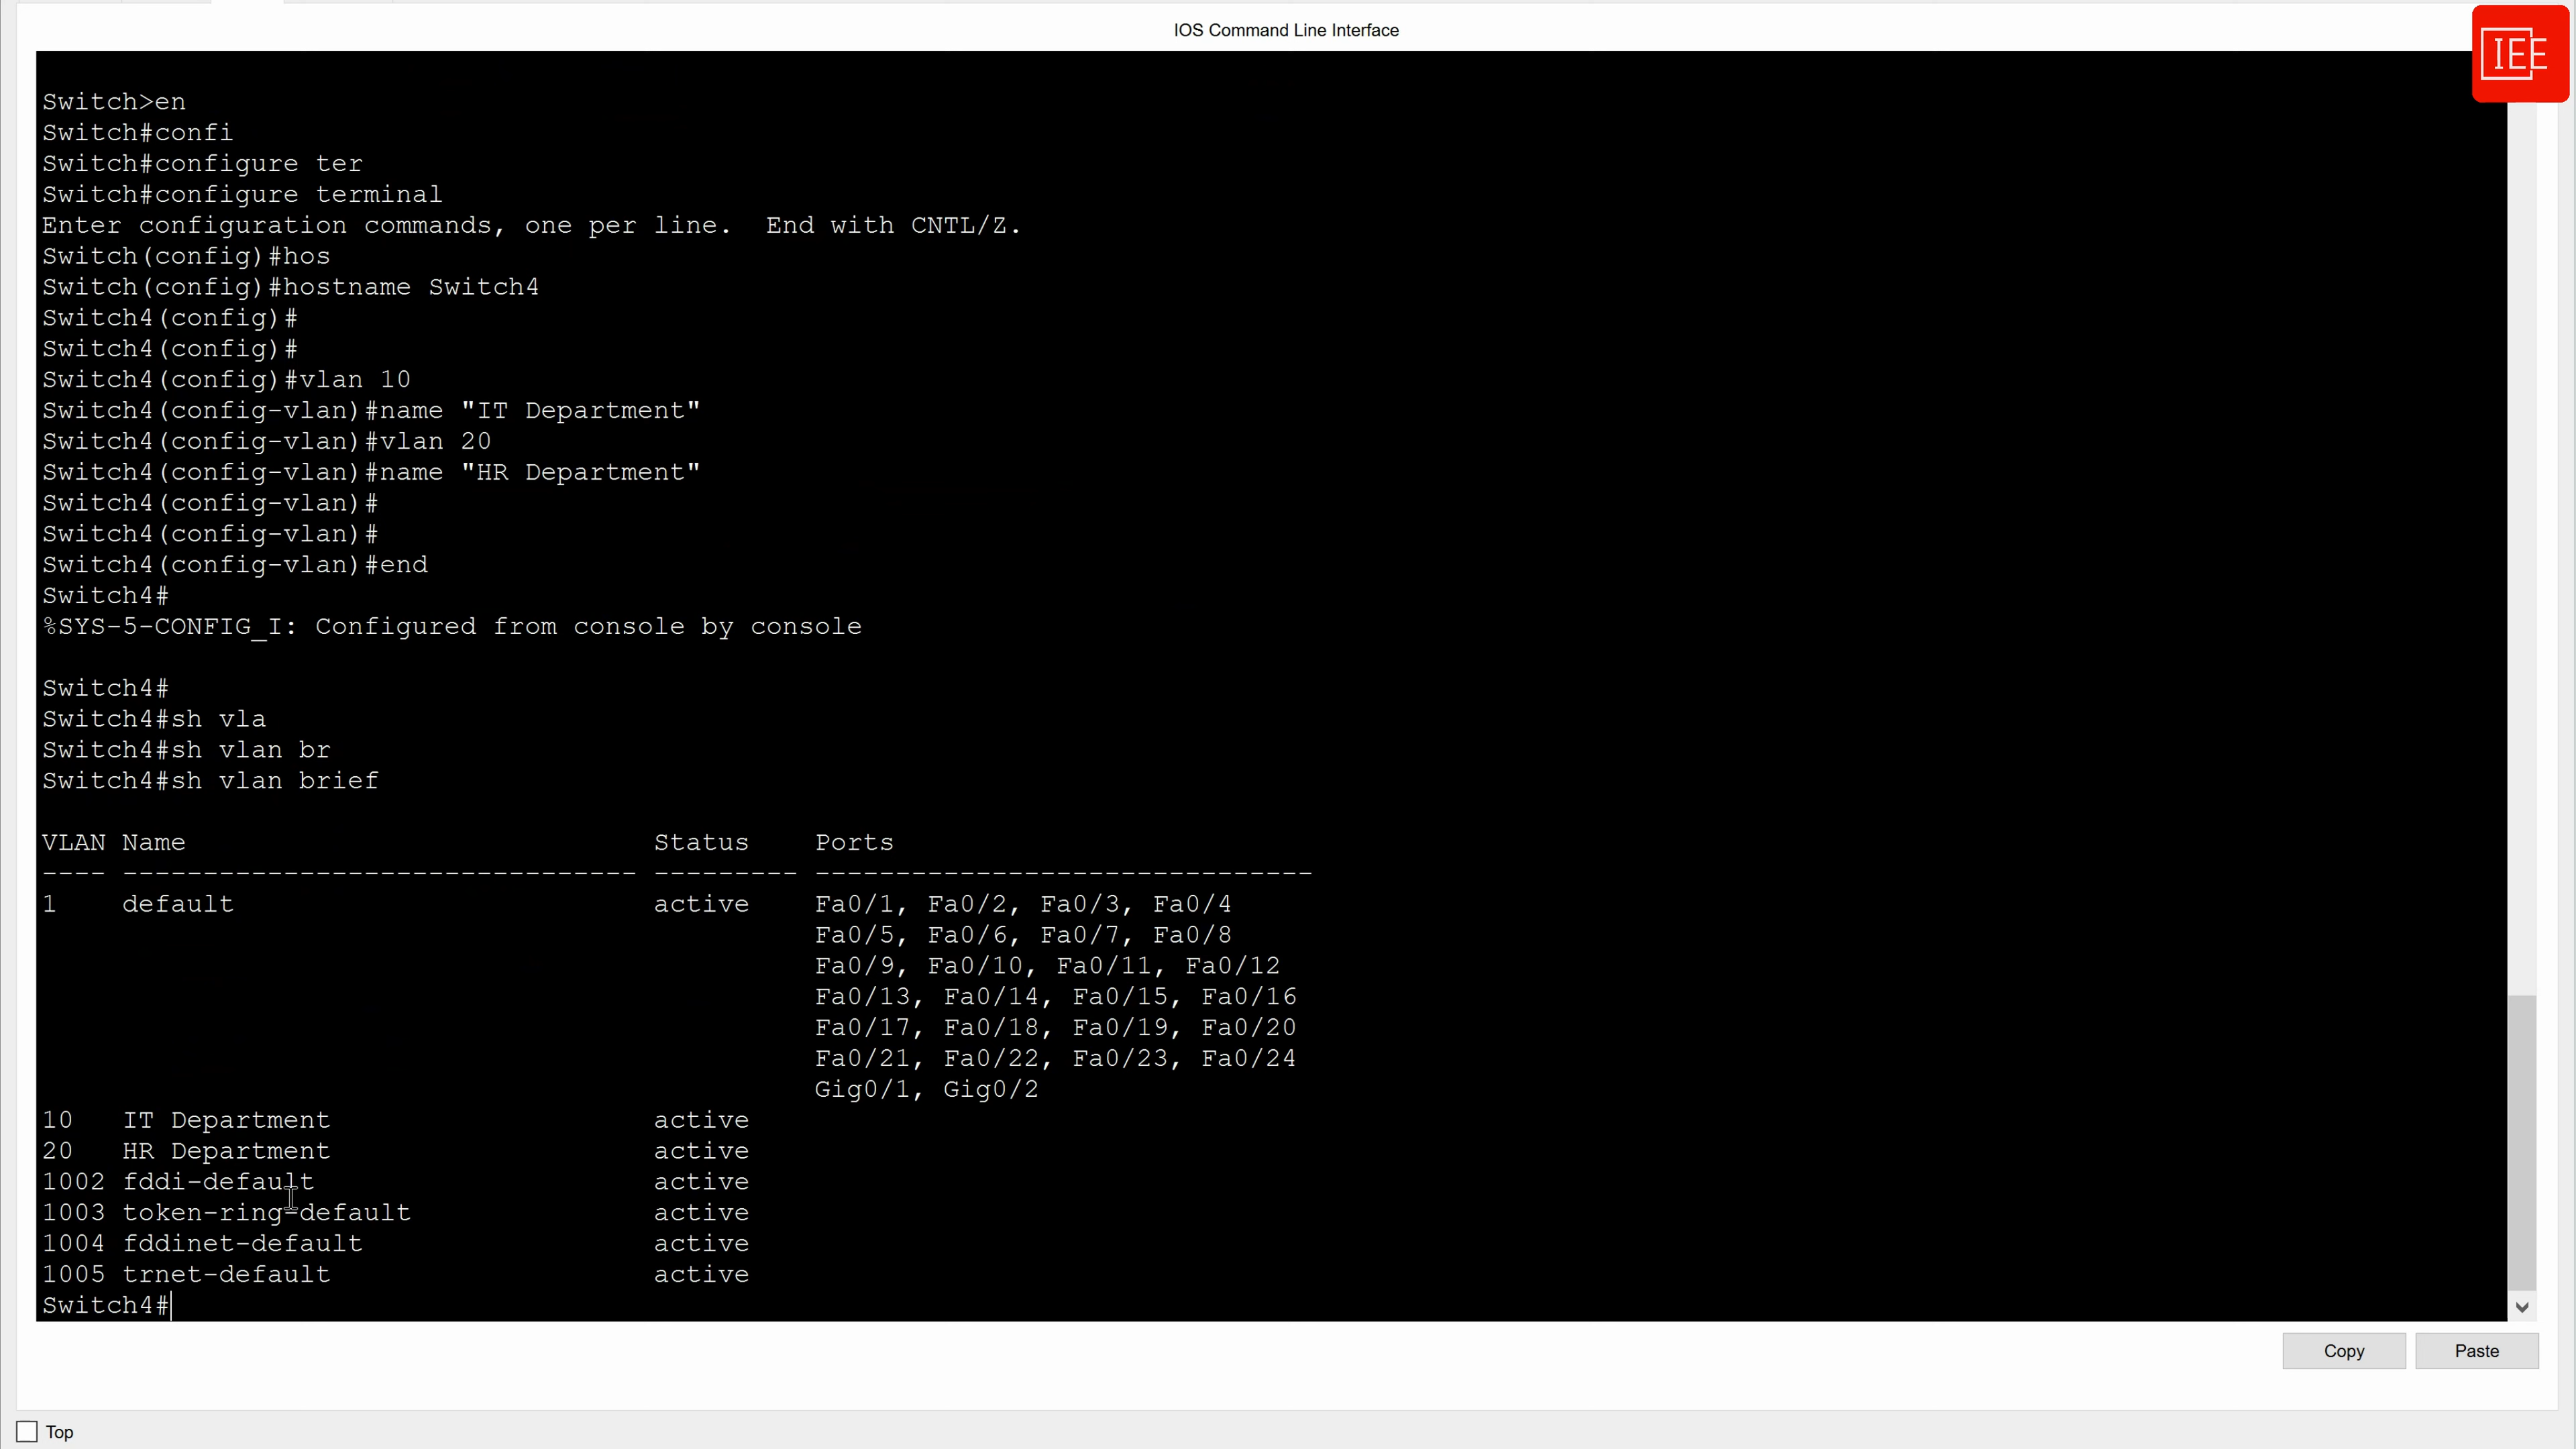 IOS Command Line Interface
IEE
Switch>en
Switch#confi
Switch#configure ter
Switch#configure terminal
Enter configuration commands, one per line.  End with CNTL/Z.
Switch(config)#hos
Switch(config)#hostname Switch4
Switch4(config)#
Switch4(config)#
Switch4(config)#vlan 10
Switch4(config-vlan)#name "IT Department"
Switch4(config-vlan)#vlan 20
Switch4(config-vlan)#name "HR Department"
Switch4(config-vlan)#
Switch4(config-vlan)#
Switch4(config-vlan)#end
Switch4#
%SYS-5-CONFIG_I: Configured from console by console
Switch4#
Switch4#sh vla
Switch4#sh vlan br
Switch4#sh vlan brief
VLAN Name                             Status    Ports
---- -------------------------------- --------- -------------------------------
1    default                          active    Fa0/1, Fa0/2, Fa0/3, Fa0/4
                                                Fa0/5, Fa0/6, Fa0/7, Fa0/8
                                                Fa0/9, Fa0/10, Fa0/11, Fa0/12
                                                Fa0/13, Fa0/14, Fa0/15, Fa0/16
                                                Fa0/17, Fa0/18, Fa0/19, Fa0/20
                                                Fa0/21, Fa0/22, Fa0/23, Fa0/24
                                                Gig0/1, Gig0/2
10   IT Department                    active
20   HR Department                    active
1002 fddi-default                     active
1003 token-ring-default               active
1004 fddinet-default                  active
1005 trnet-default                    active
Switch4#
Copy Paste
Top